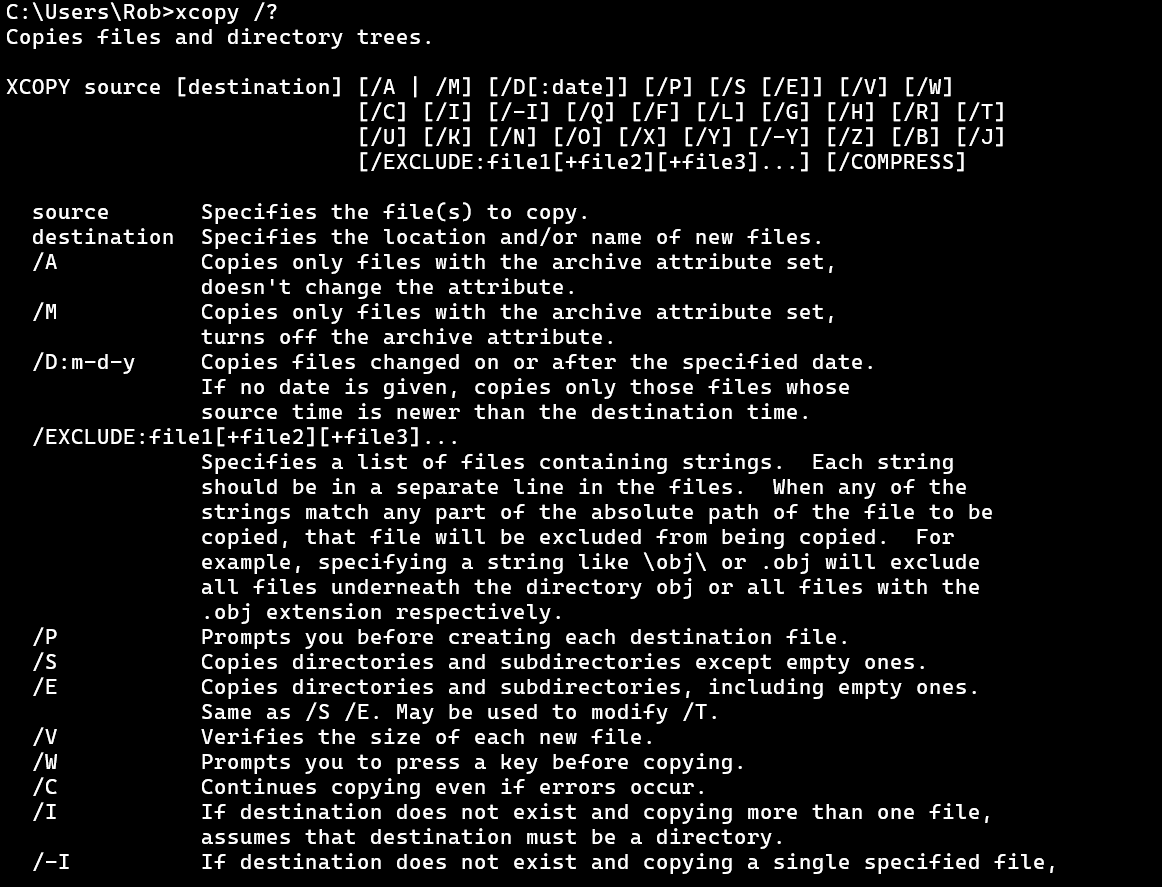 C:\Users\Rob>xcopy /?
Copies files and directory trees.

XCOPY source [destination] [/A | /M] [/D[:date]] [/P] [/S [/E]] [/V] [/W]
                           [/C] [/I] [/-I] [/Q] [/F] [/L] [/G] [/H] [/R] [/T]
                           [/U] [/K] [/N] [/O] [/X] [/Y] [/-Y] [/Z] [/B] [/J]
                           [/EXCLUDE:file1[+file2][+file3]...] [/COMPRESS]

  source       Specifies the file(s) to copy.
  destination  Specifies the location and/or name of new files.
  /A           Copies only files with the archive attribute set,
               doesn't change the attribute.
  /M           Copies only files with the archive attribute set,
               turns off the archive attribute.
  /D:m-d-y     Copies files changed on or after the specified date.
               If no date is given, copies only those files whose
               source time is newer than the destination time.
  /EXCLUDE:file1[+file2][+file3]...
               Specifies a list of files containing strings.  Each string
               should be in a separate line in the files.  When any of the
               strings match any part of the absolute path of the file to be
               copied, that file will be excluded from being copied.  For
               example, specifying a string like \obj\ or .obj will exclude
               all files underneath the directory obj or all files with the
               .obj extension respectively.
  /P           Prompts you before creating each destination file.
  /S           Copies directories and subdirectories except empty ones.
  /E           Copies directories and subdirectories, including empty ones.
               Same as /S /E. May be used to modify /T.
  /V           Verifies the size of each new file.
  /W           Prompts you to press a key before copying.
  /C           Continues copying even if errors occur.
  /I           If destination does not exist and copying more than one file,
               assumes that destination must be a directory.
  /-I          If destination does not exist and copying a single specified file,